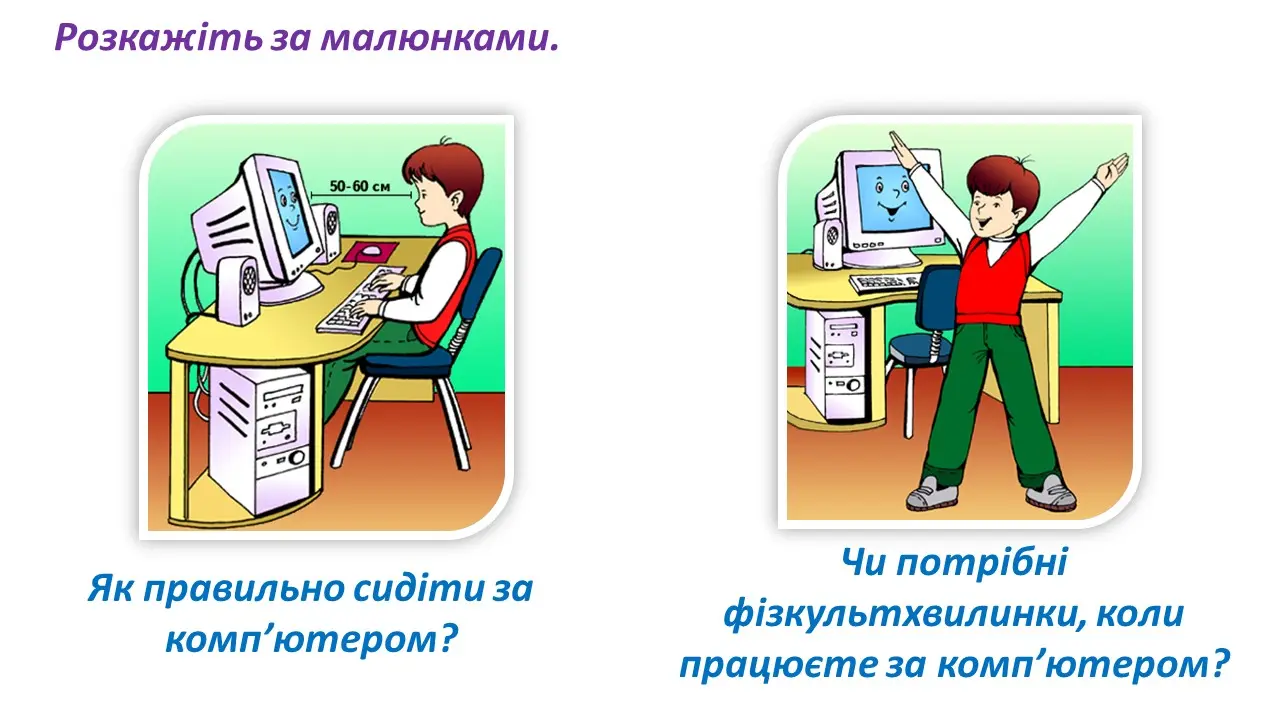 Розкажіть за малюнками.
50-60 см
Як правильно сидіти за
комп’ютером?
Чи потрібні
фізкультхвилинки, коли
працюєте за комп’ютером?